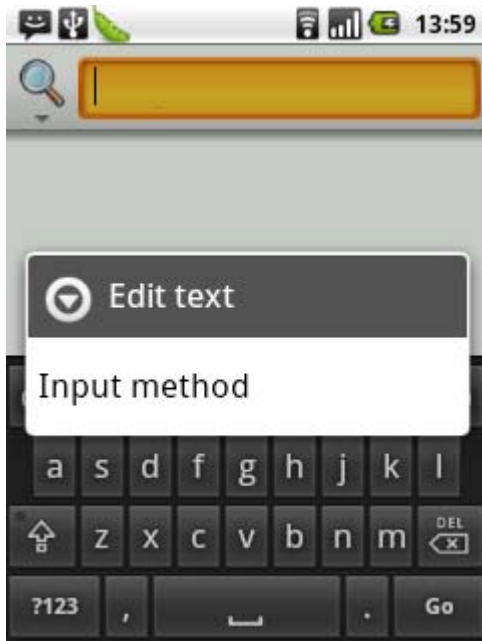 13:59
Edit text
Input method
a s d f g h j k l
z x c v b n m DEL
?123 , . Go